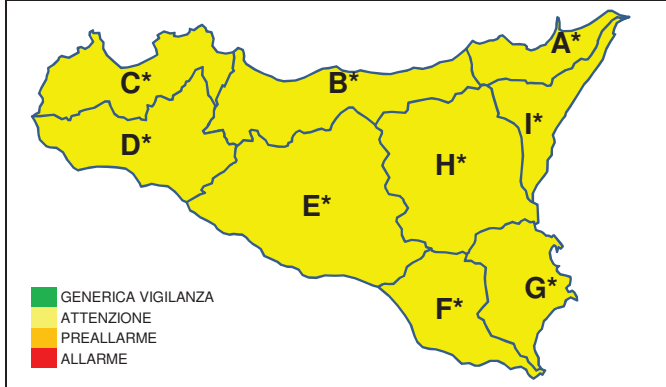 A*
C*
B*
I*
D*
H*
E*
G*
F*
GENERICA VIGILANZA
ATTENZIONE
PREALLARME
ALLARME